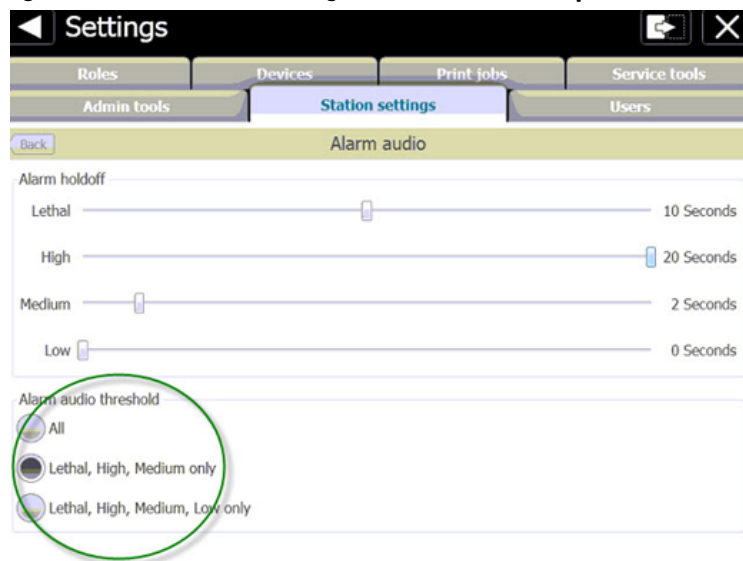 Settings
Roles Devices Print jobs Service tools
Admin tools Station settings Users
Back Alarm audio
Alarm holdoff
Lethal 10 Seconds
High 20 Seconds
Medium 2 Seconds
Low 0 Seconds
Alarm audio threshold
All
Lethal, High, Medium only
Lethal, High, Medium, Low only